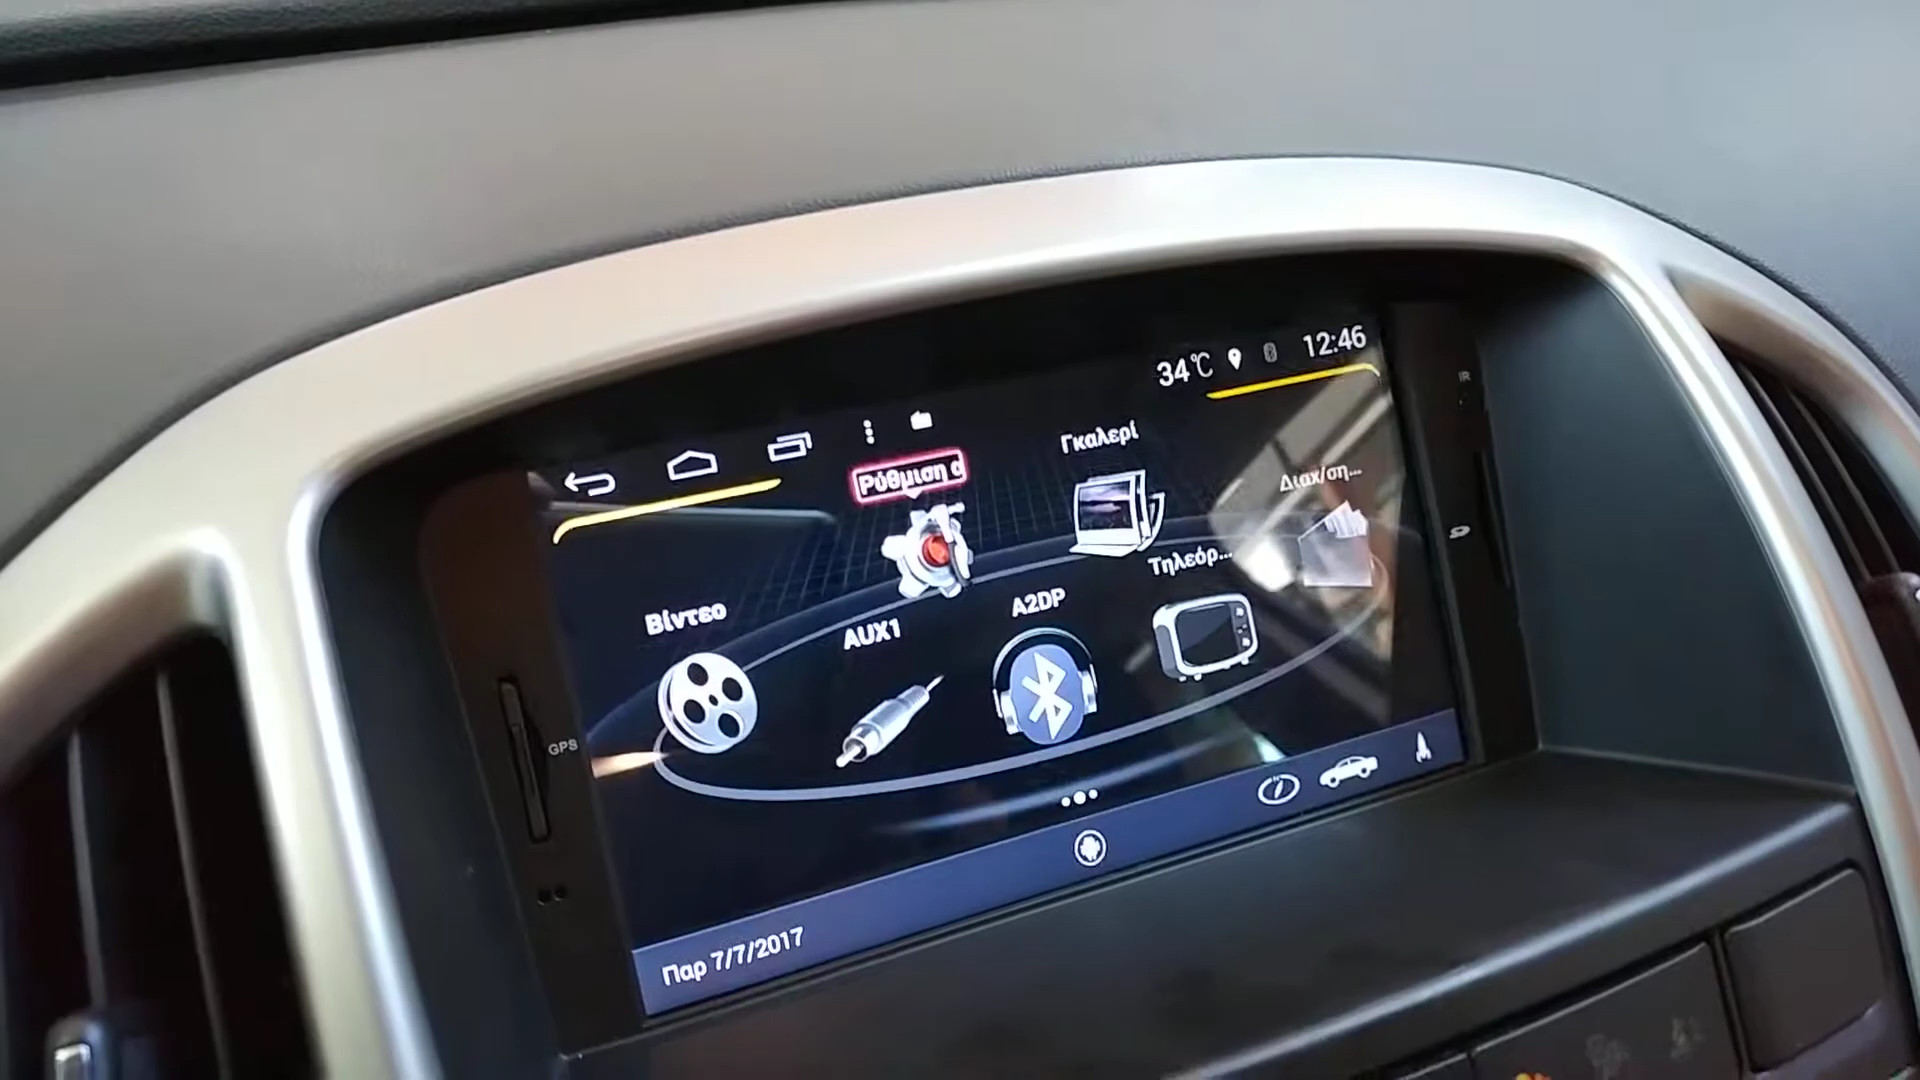 34°C 12:46
IR
Ρύθμιση
Γκαλερί
Διαχ/ση...
Τηλεόρ...
Βίντεο
AUX1
A2DP
GPS
Παρ 7/7/2017